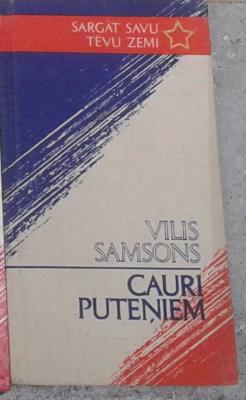 SARGĀT SAVU
TĒVU ZEMI
VILIS
SAMSONS
CAURI
PUTEŅIEM